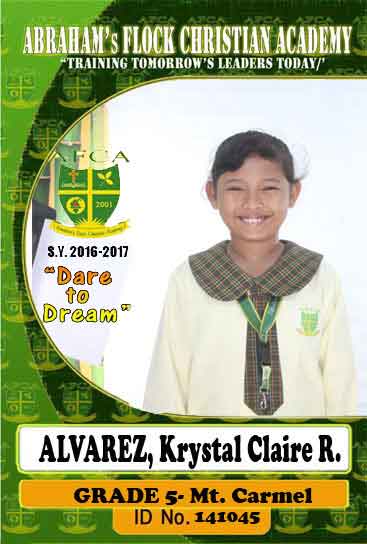 ABRAHAM's FLOCK CHRISTIAN ACADEMY
“TRAINING TOMORROW'S LEADERS TODAY/'
AFCA
2001
S.Y. 2016-2017
“Dare
to
Dream”
ALVAREZ, Krystal Claire R.
GRADE 5- Mt. Carmel
ID No. 141045